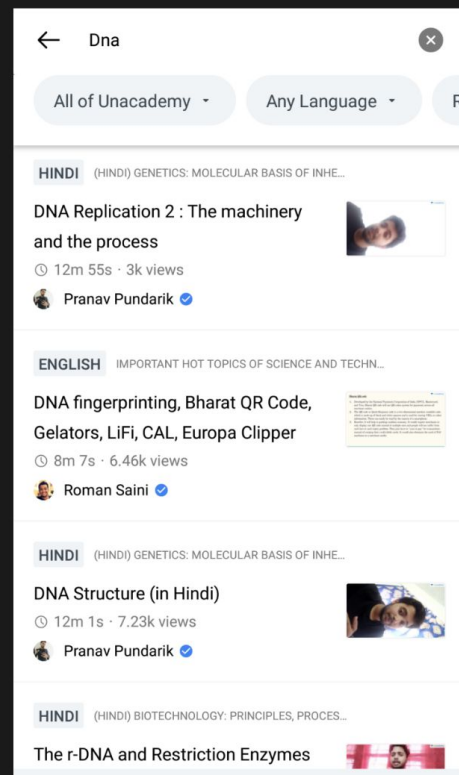 Dna
All of Unacademy
Any Language
HINDI (HINDI) GENETICS: MOLECULAR BASIS OF INHE...
DNA Replication 2 : The machinery
and the process
12m 55s · 3k views
Pranav Pundarik
ENGLISH IMPORTANT HOT TOPICS OF SCIENCE AND TECHN...
DNA fingerprinting, Bharat QR Code,
Gelators, LiFi, CAL, Europa Clipper
8m 7s · 6.46k views
Roman Saini
HINDI (HINDI) GENETICS: MOLECULAR BASIS OF INHE...
DNA Structure (in Hindi)
12m 1s · 7.23k views
Pranav Pundarik
HINDI (HINDI) BIOTECHNOLOGY: PRINCIPLES, PROCES...
The r-DNA and Restriction Enzymes